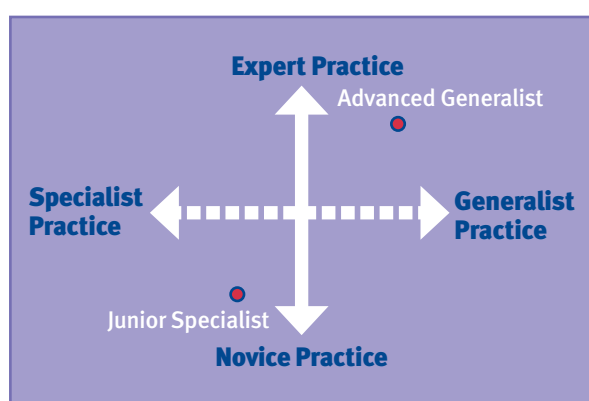 Expert Practice
Advanced Generalist
Specialist
Practice
Generalist
Practice
Junior Specialist
Novice Practice